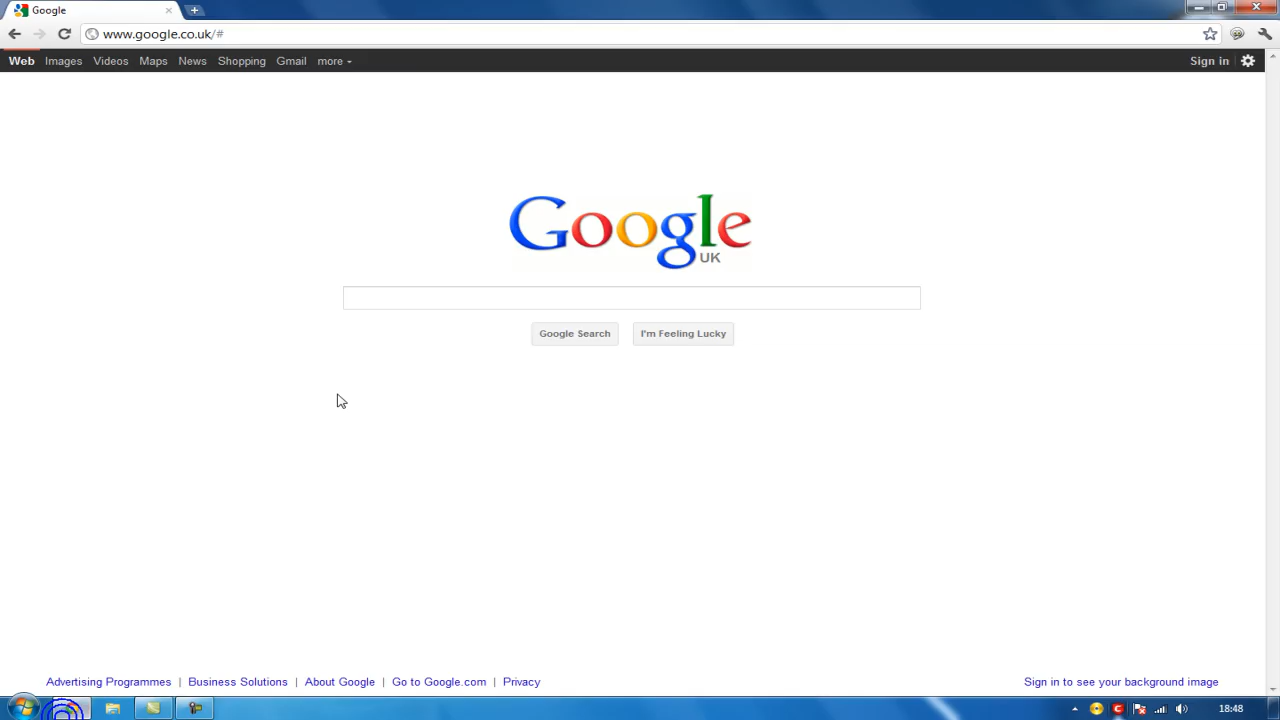 Google
www.google.co.uk/#
Web Images Videos Maps News Shopping Gmail more Sign in
Google
UK
Google Search I'm Feeling Lucky
Advertising Programmes | Business Solutions | About Google | Go to Google.com | Privacy Sign in to see your background image
18:48